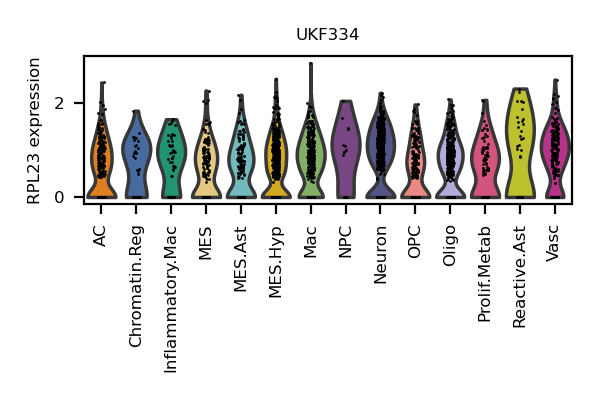 UKF334
RPL23 expression
2
0
AC
Chromatin.Reg
Inflammatory.Mac
MES
MES.Ast
MES.Hyp
Mac
NPC
Neuron
OPC
Oligo
Prolif.Metab
Reactive.Ast
Vasc